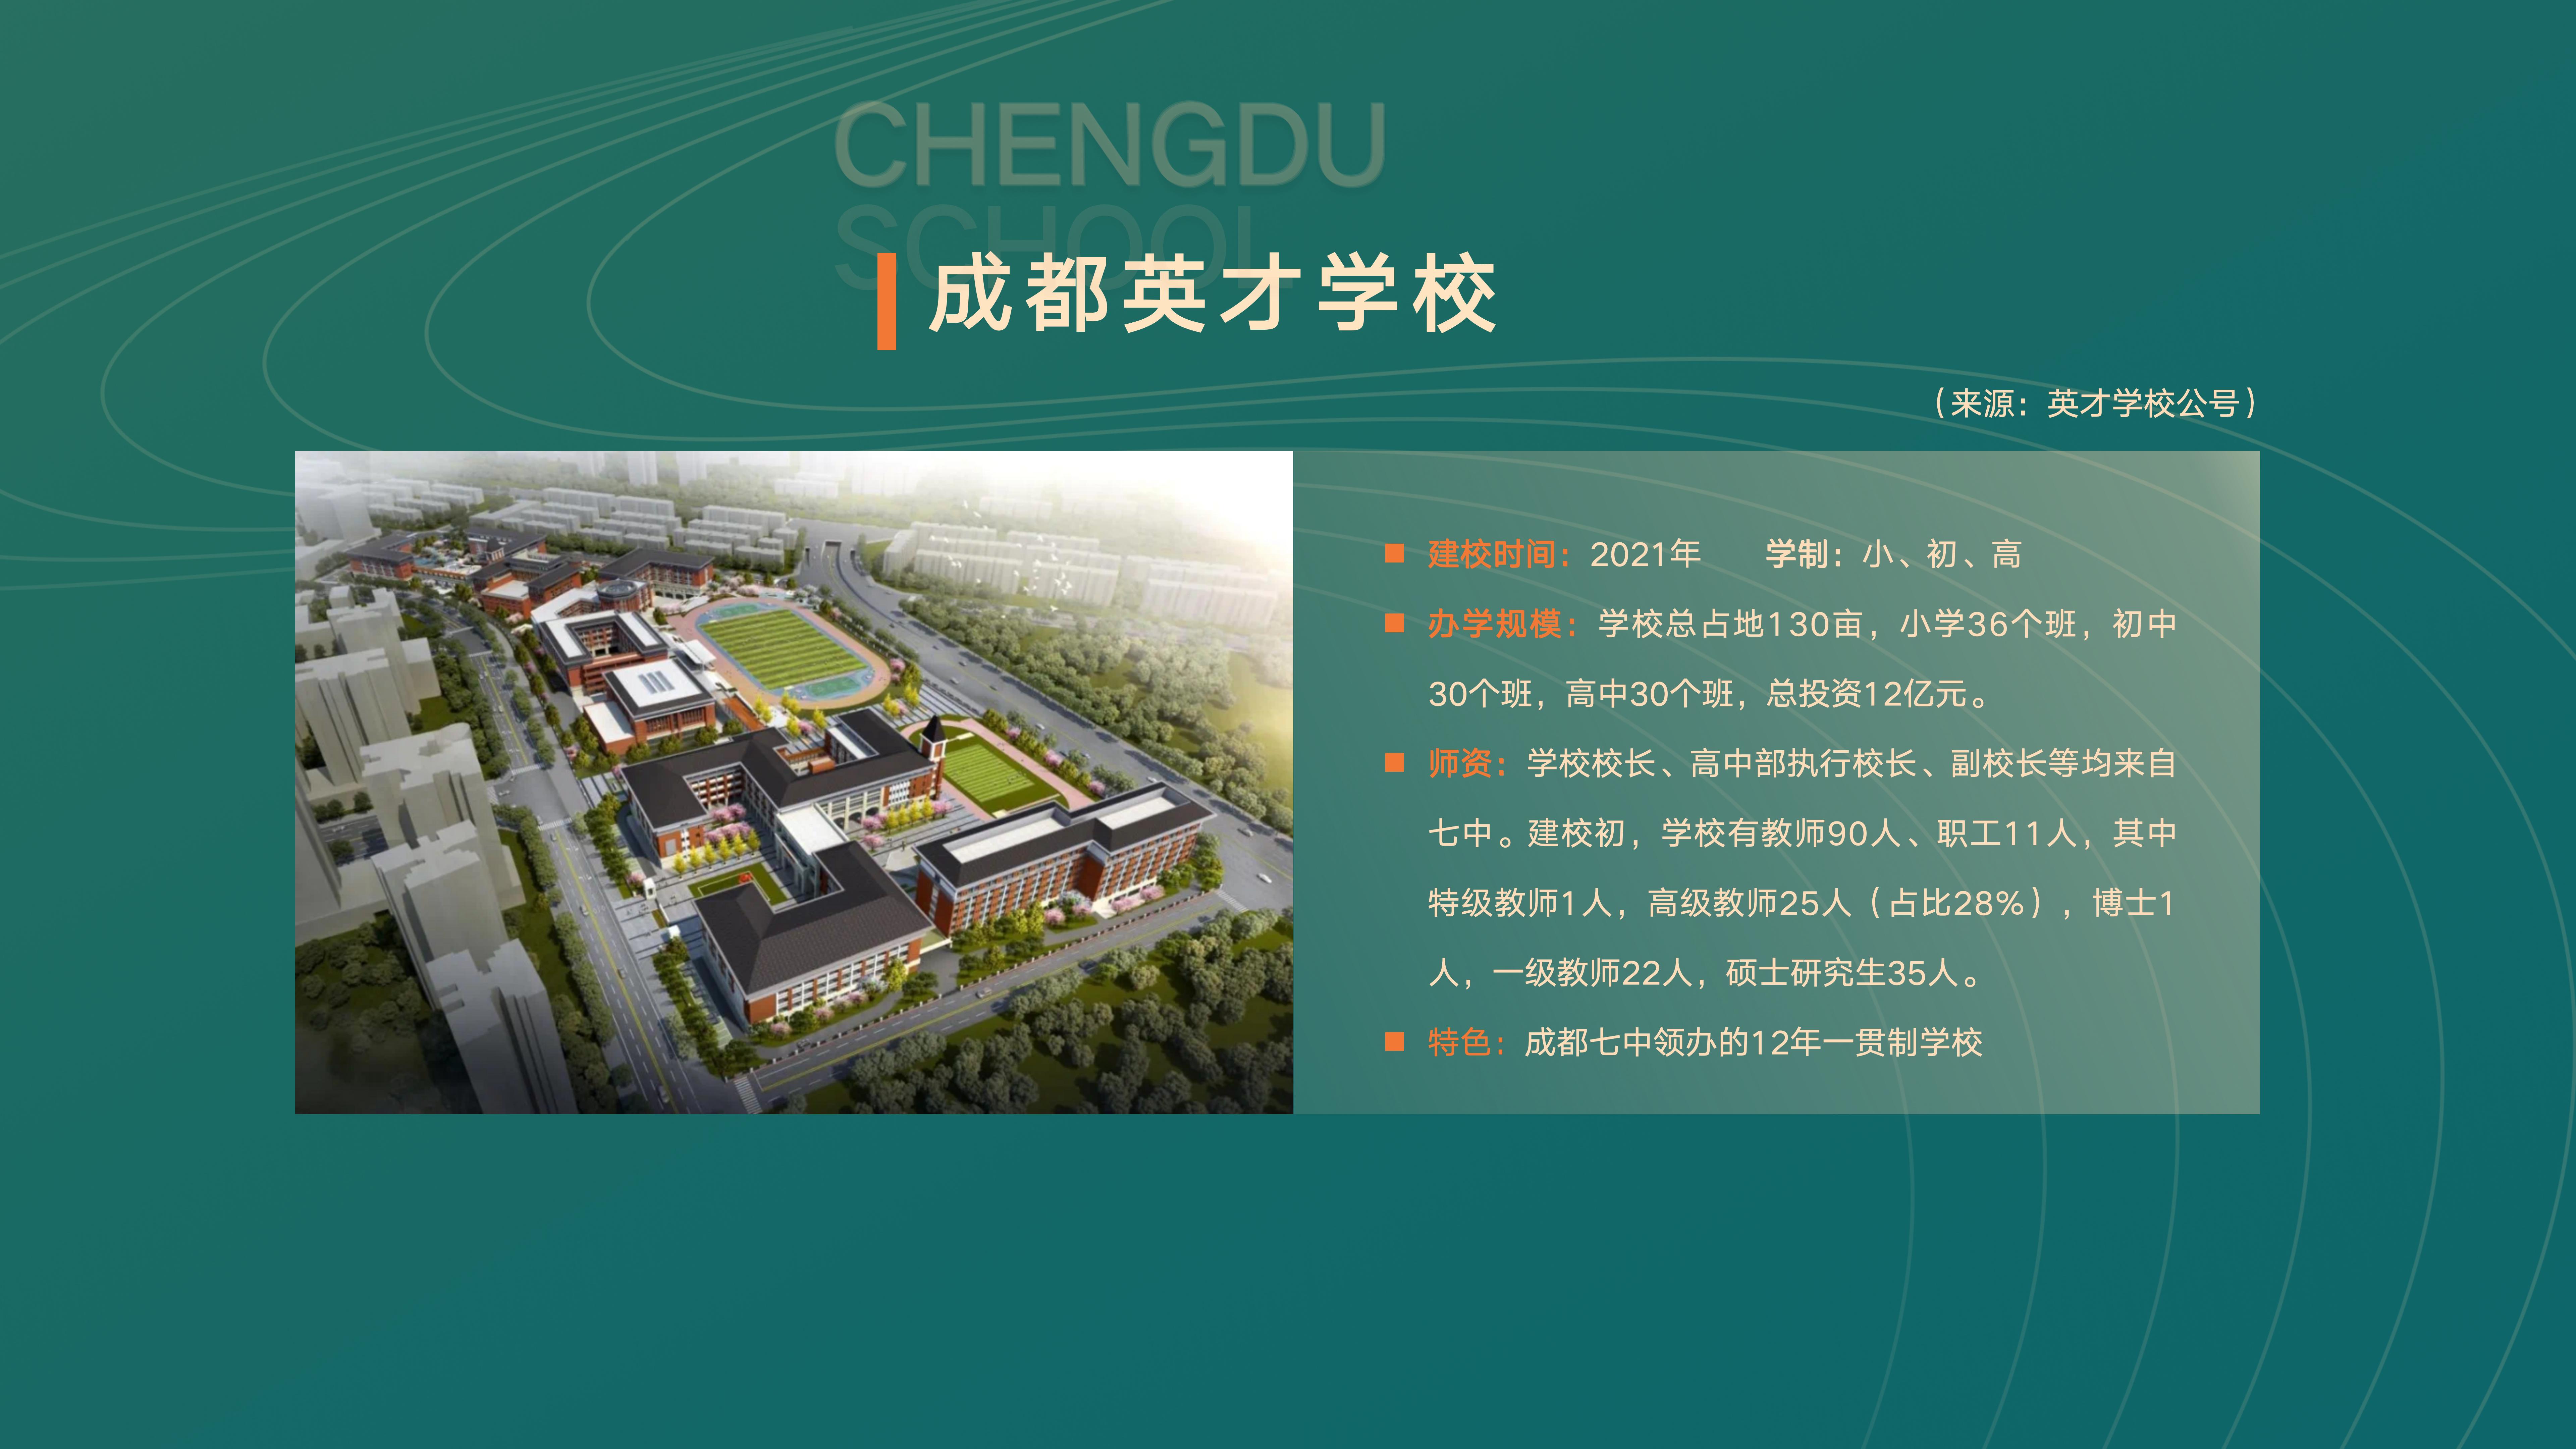 CHENGDU
SCHOOL
成都英才学校
（来源：英才学校公号）
建校时间：2021年 学制：小、初、高
办学规模：学校总占地130亩，小学36个班，初中
30个班，高中30个班，总投资12亿元。
师资：学校校长、高中部执行校长、副校长等均来自
七中。建校初，学校有教师90人、职工11人，其中
特级教师1人，高级教师25人（占比28%），博士1
人，一级教师22人，硕士研究生35人。
特色：成都七中领办的12年一贯制学校